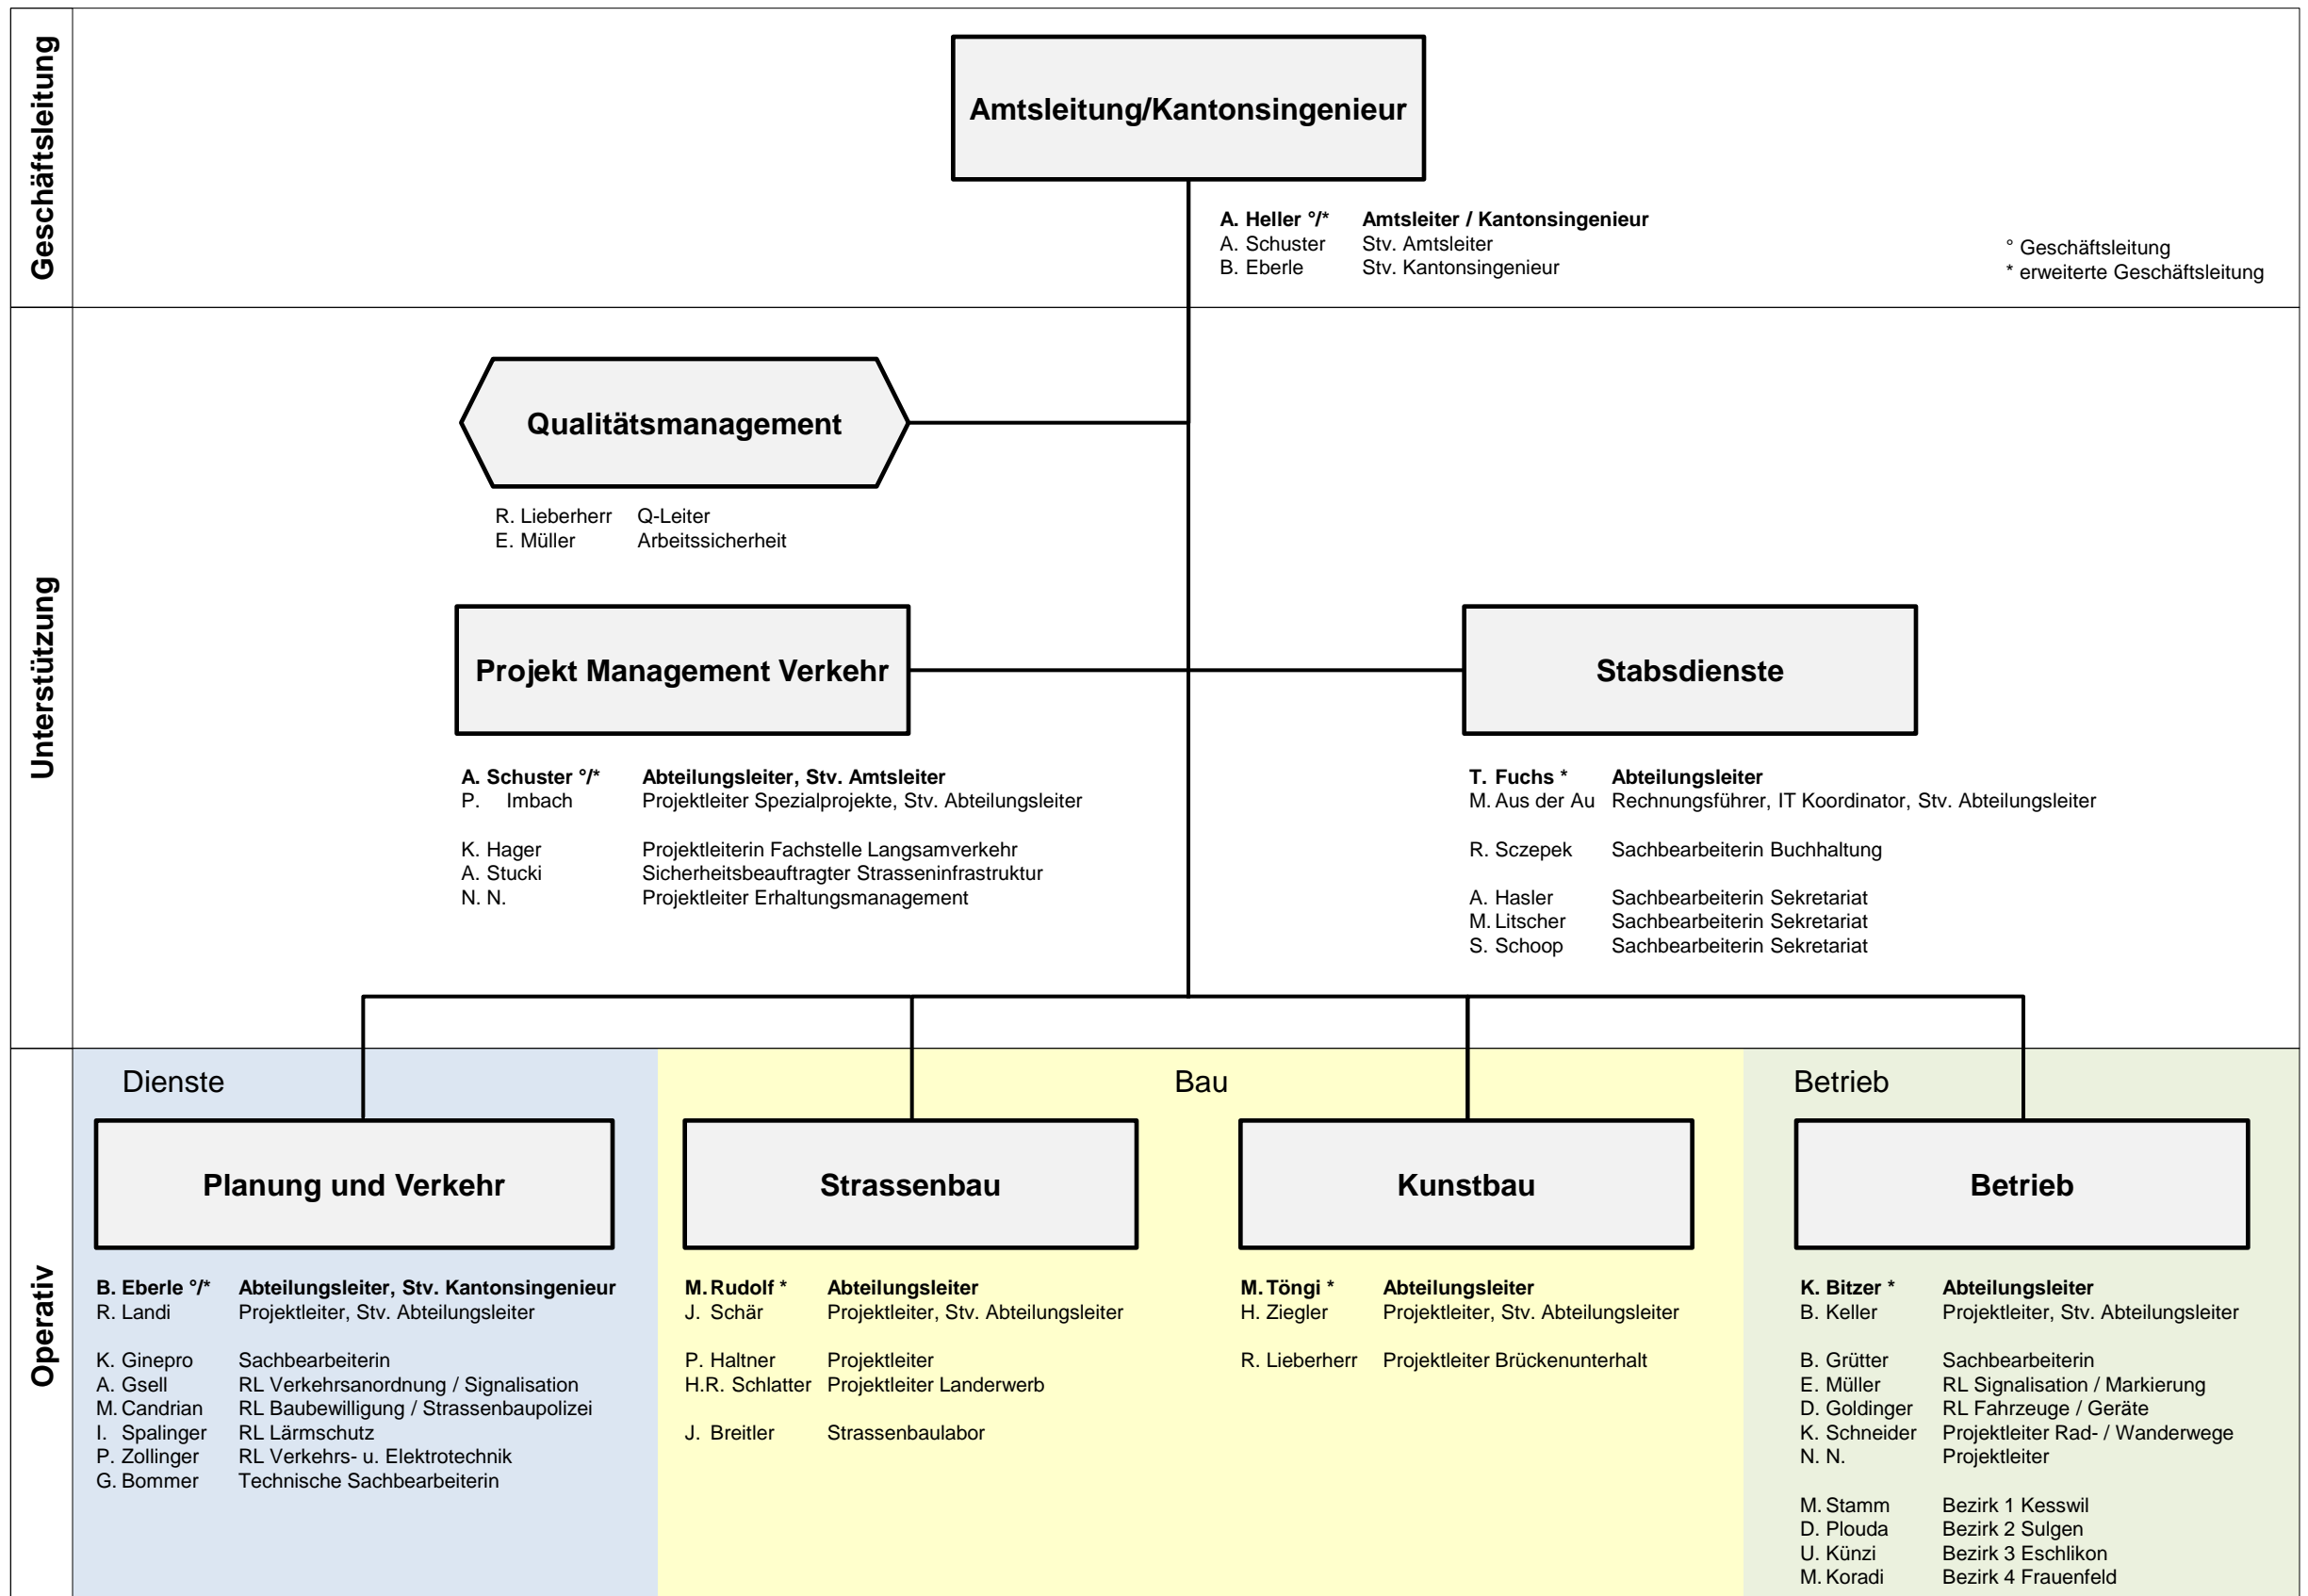 Geschäftsleitung
Amtsleitung/Kantonsingenieur
A. Heller °/* Amtsleiter / Kantonsingenieur
A. Schuster Stv. Amtsleiter
B. Eberle Stv. Kantonsingenieur
° Geschäftsleitung
* erweiterte Geschäftsleitung
Unterstützung
Qualitätsmanagement
R. Lieberherr Q-Leiter
E. Müller Arbeitssicherheit
Projekt Management Verkehr
A. Schuster °/* Abteilungsleiter, Stv. Amtsleiter
P. Imbach Projektleiter Spezialprojekte, Stv. Abteilungsleiter
K. Hager Projektleiterin Fachstelle Langsamverkehr
A. Stucki Sicherheitsbeauftragter Strasseninfrastruktur
N. N. Projektleiter Erhaltungsmanagement
Stabsdienste
T. Fuchs * Abteilungsleiter
M. Aus der Au Rechnungsführer, IT Koordinator, Stv. Abteilungsleiter
R. Sczepek Sachbearbeiterin Buchhaltung
A. Hasler Sachbearbeiterin Sekretariat
M. Litscher Sachbearbeiterin Sekretariat
S. Schoop Sachbearbeiterin Sekretariat
Operativ
Dienste
Planung und Verkehr
B. Eberle °/* Abteilungsleiter, Stv. Kantonsingenieur
R. Landi Projektleiter, Stv. Abteilungsleiter
K. Ginepro Sachbearbeiterin
A. Gsell RL Verkehrsanordnung / Signalisation
M. Candrian RL Baubewilligung / Strassenbaupolizei
I. Spalinger RL Lärmschutz
P. Zollinger RL Verkehrs- u. Elektrotechnik
G. Bommer Technische Sachbearbeiterin
Bau
Strassenbau
M. Rudolf * Abteilungsleiter
J. Schär Projektleiter, Stv. Abteilungsleiter
P. Haltner Projektleiter
H.R. Schlatter Projektleiter Landerwerb
J. Breitler Strassenbaulabor
Kunstbau
M. Töngi * Abteilungsleiter
H. Ziegler Projektleiter, Stv. Abteilungsleiter
R. Lieberherr Projektleiter Brückenunterhalt
Betrieb
Betrieb
K. Bitzer * Abteilungsleiter
B. Keller Projektleiter, Stv. Abteilungsleiter
B. Grütter Sachbearbeiterin
E. Müller RL Signalisation / Markierung
D. Goldinger RL Fahrzeuge / Geräte
K. Schneider Projektleiter Rad- / Wanderwege
N. N. Projektleiter
M. Stamm Bezirk 1 Kesswil
D. Plouda Bezirk 2 Sulgen
U. Künzi Bezirk 3 Eschlikon
M. Koradi Bezirk 4 Frauenfeld